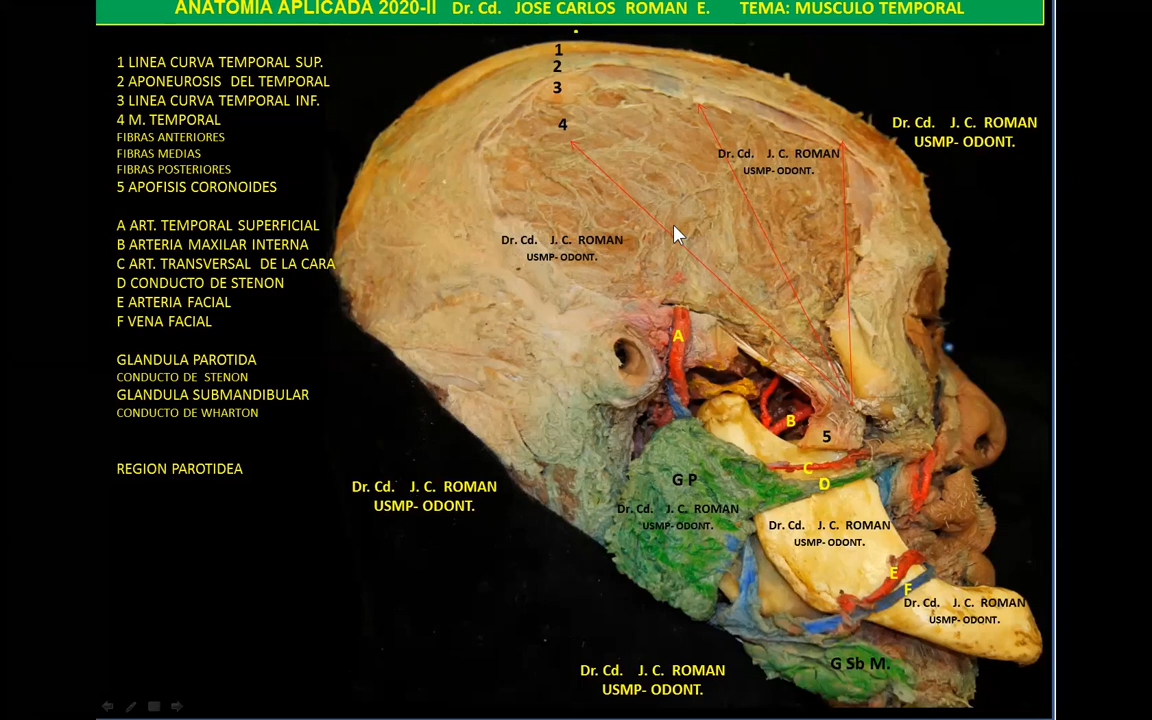 ANATOMIA APLICADA 2020-II Dr. Cd. JOSE CARLOS ROMAN E. TEMA: MUSCULO TEMPORAL
1 LINEA CURVA TEMPORAL SUP.
2 APONEUROSIS DEL TEMPORAL
3 LINEA CURVA TEMPORAL INF.
4 M. TEMPORAL
FIBRAS ANTERIORES
FIBRAS MEDIAS
FIBRAS POSTERIORES
5 APOFISIS CORONOIDES
A ART. TEMPORAL SUPERFICIAL
B ARTERIA MAXILAR INTERNA
C ART. TRANSVERSAL DE LA CARA
D CONDUCTO DE STENON
E ARTERIA FACIAL
F VENA FACIAL
GLANDULA PAROTIDA
CONDUCTO DE STENON
GLANDULA SUBMANDIBULAR
CONDUCTO DE WHARTON
REGION PAROTIDEA
1
2
3
4
Dr. Cd. J. C. ROMAN
USMP- ODONT.
Dr. Cd. J. C. ROMAN
USMP- ODONT.
Dr. Cd. J. C. ROMAN
USMP- ODONT.
A
B
5
C
D
G P
Dr. Cd. J. C. ROMAN
USMP- ODONT.
Dr. Cd. J. C. ROMAN
USMP- ODONT.
Dr. Cd. J. C. ROMAN
USMP- ODONT.
E
F
Dr. Cd. J. C. ROMAN
USMP- ODONT.
G Sb M.
Dr. Cd. J. C. ROMAN
USMP- ODONT.